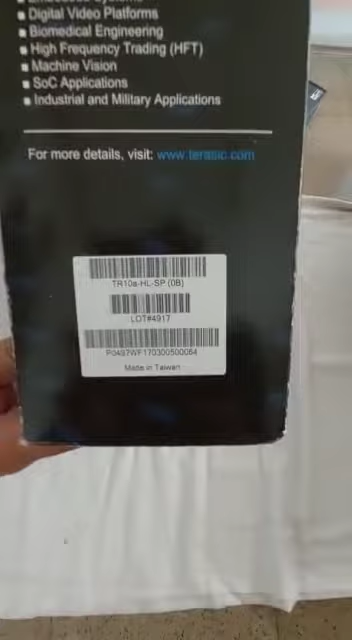 Digital Video Platforms
Biomedical Engineering
High Frequency Trading (HFT)
Machine Vision
SoC Applications
Industrial and Military Applications
For more details, visit: www.terasic.com
TR10a-HL-SP (0B)
LOT#4917
P0497WF170300500064
Made in Taiwan